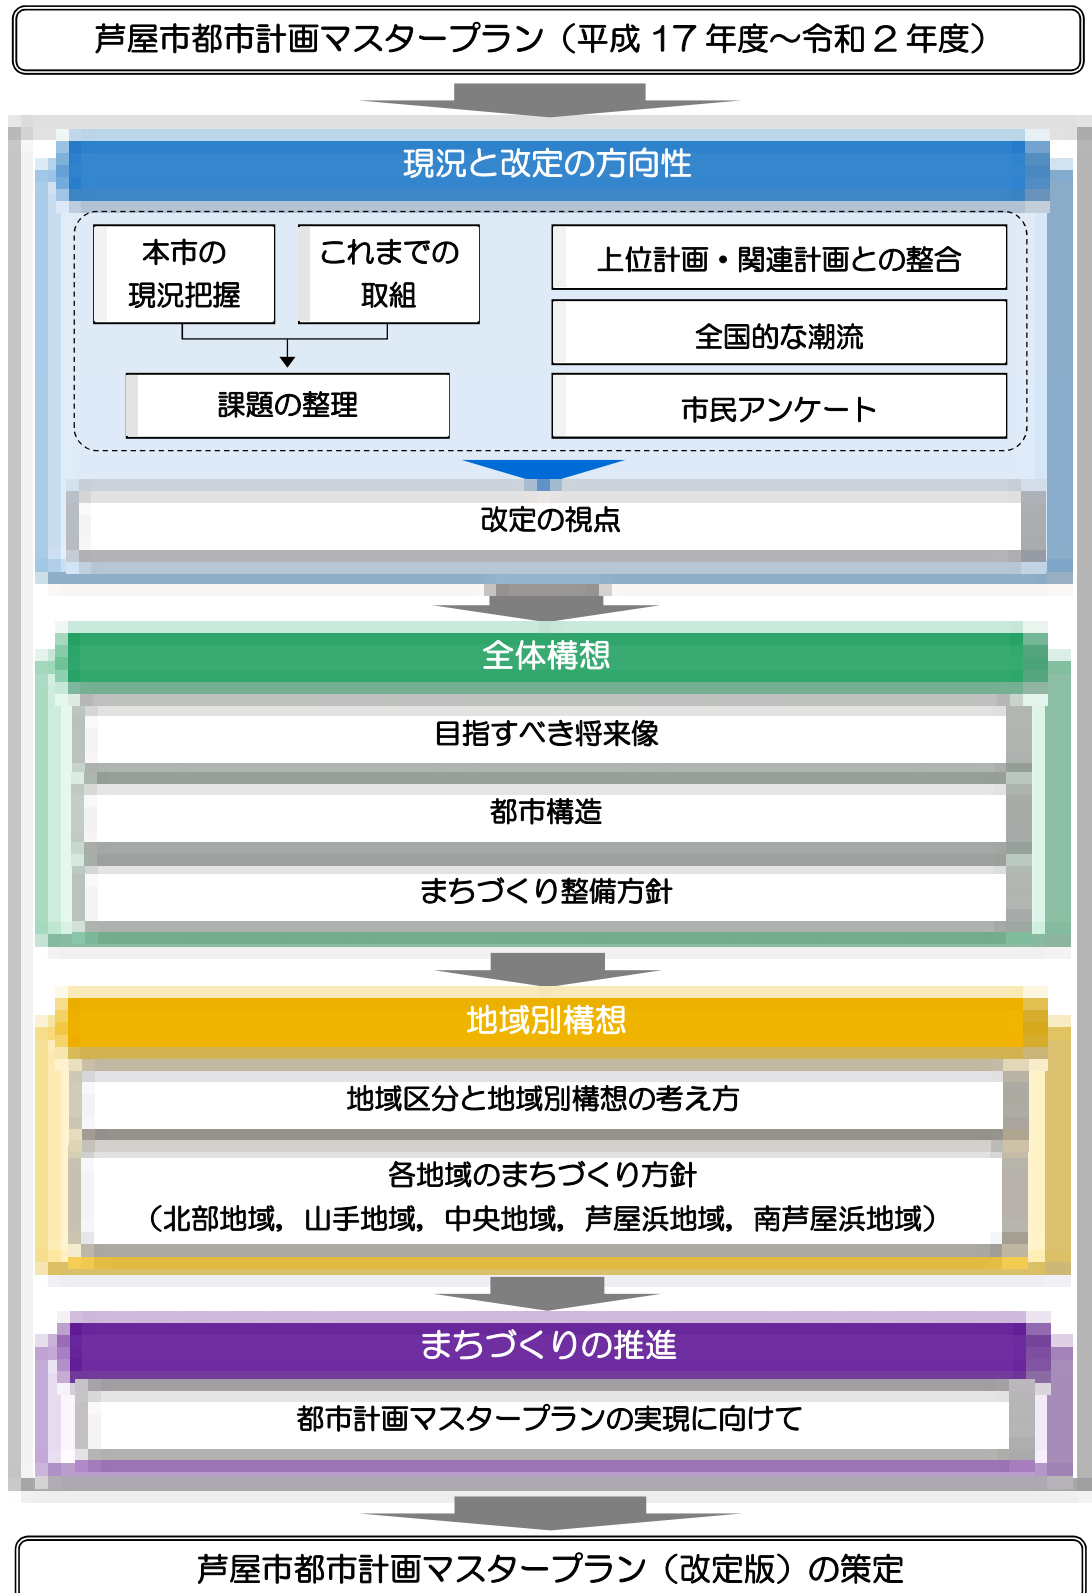 芦屋市都市計画マスタープラン（平成 17 年度～令和 2 年度）
現況と改定の方向性
本市の
現況把握
これまでの
取組
課題の整理
上位計画・関連計画との整合
全国的な潮流
市民アンケート
改定の視点
全体構想
目指すべき将来像
都市構造
まちづくり整備方針
地域別構想
地域区分と地域別構想の考え方
各地域のまちづくり方針
（北部地域，山手地域，中央地域，芦屋浜地域，南芦屋浜地域）
まちづくりの推進
都市計画マスタープランの実現に向けて
芦屋市都市計画マスタープラン（改定版）の策定